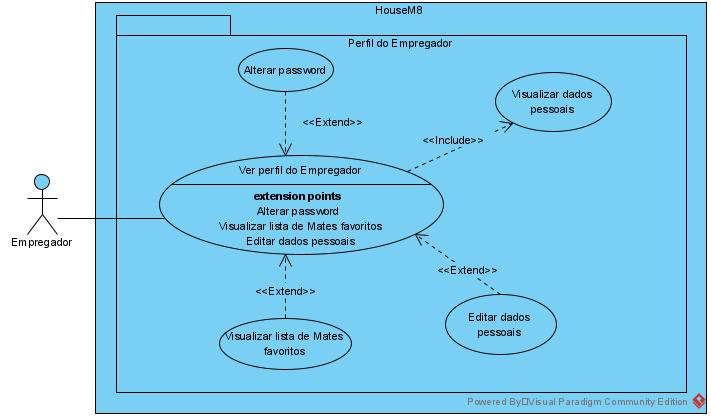 HouseM8
Perfil do Empregador
Alterar password
Visualizar dados
pessoais
<<Extend>>
<<Include>>
Ver perfil do Empregador
extension points
Alterar password
Visualizar lista de Mates favoritos
Editar dados pessoais
Empregador
<<Extend>>
<<Extend>>
Editar dados
pessoais
Visualizar lista de Mates
favoritos
Powered By Visual Paradigm Community Edition